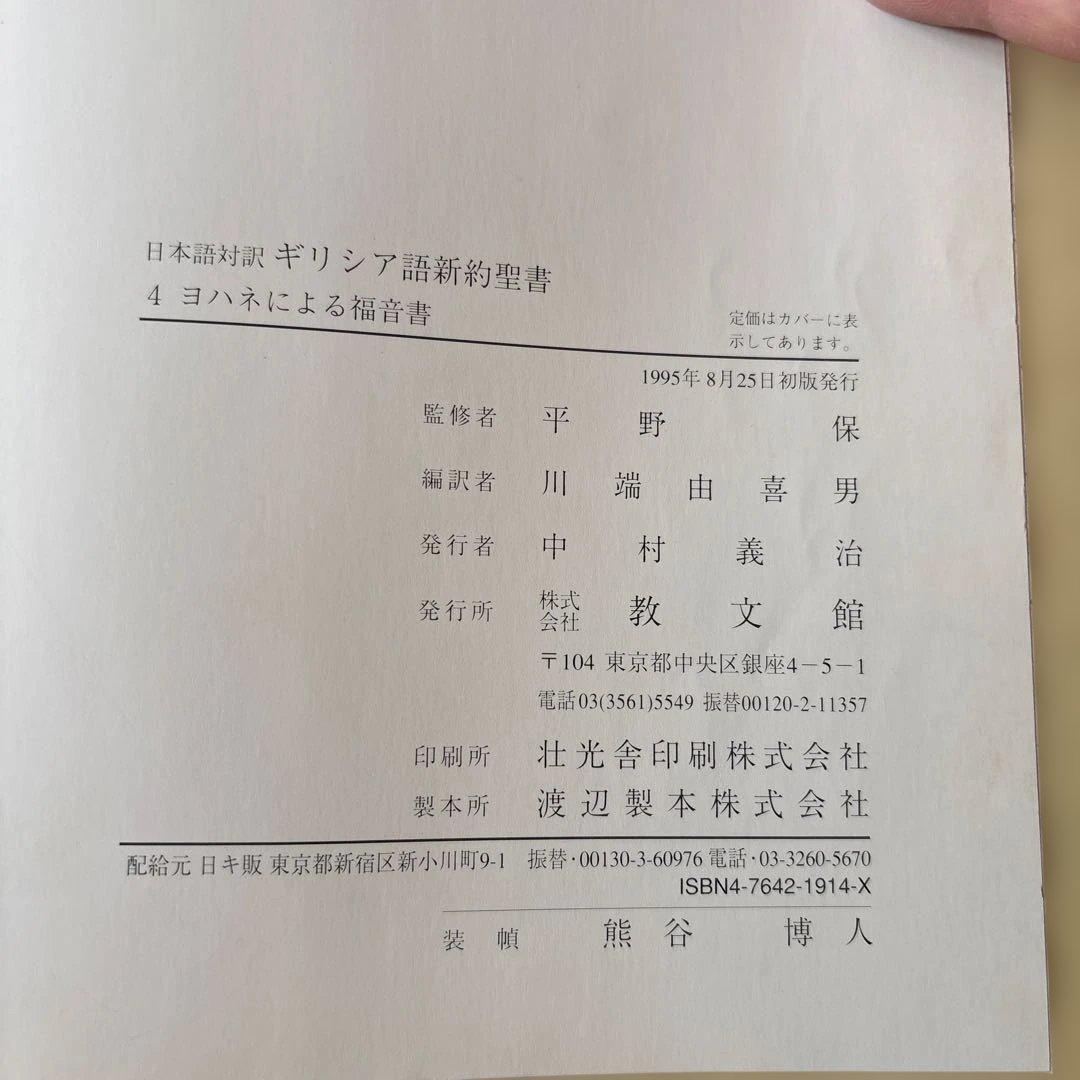 日本語対訳 ギリシア語新約聖書
4 ヨハネによる福音書
定価はカバーに表
示してあります。
1995年 8月25日初版発行
監修者 平野 保
編訳者 川端由喜男
発行者 中村義治
発行所 株式会社 教文館
〒104 東京都中央区銀座4－5－1
電話03(3561)5549 振替00120-2-11357
印刷所 壮光舎印刷株式会社
製本所 渡辺製本株式会社
配給元 日キ販 東京都新宿区新小川町9-1 振替・00130-3-60976 電話・03-3260-5670
ISBN4-7642-1914-X
装幀 熊谷 博人